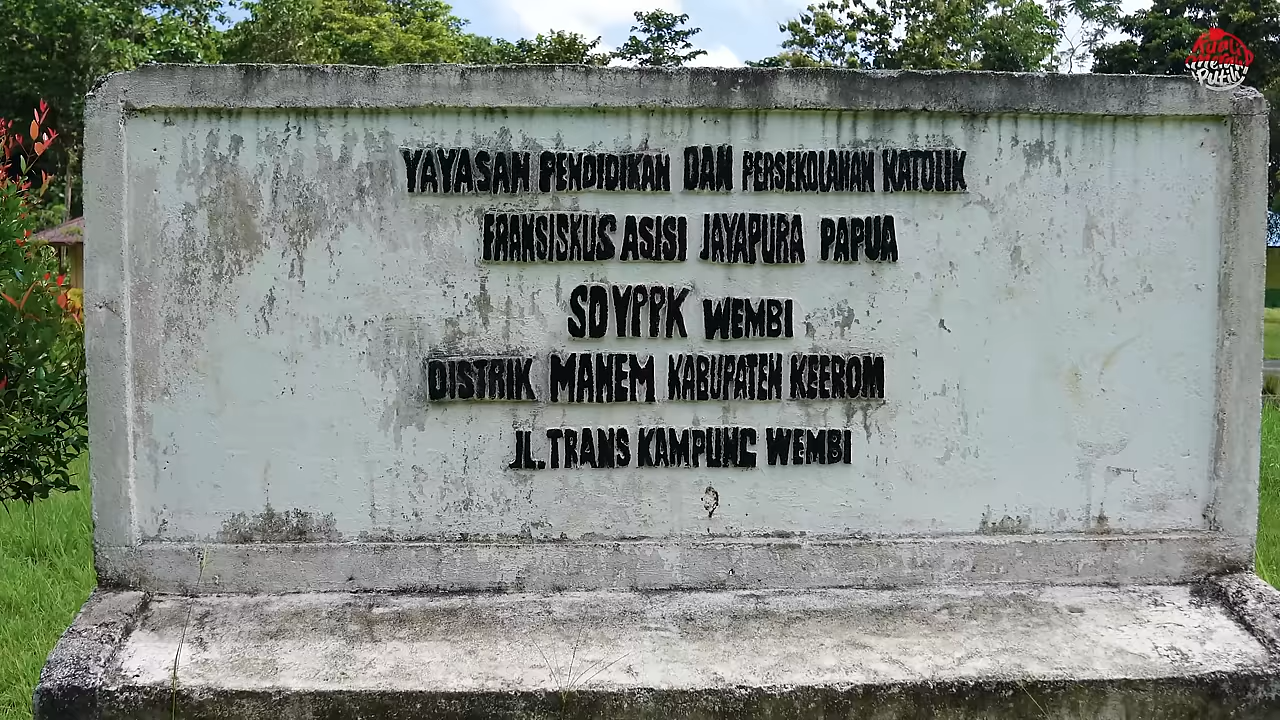 YAYASAN PENDIDIKAN DAN PERSEKOLAHAN KATOLIK
FRANSISKUS ASISI JAYAPURA PAPUA
SD YPPK WEMBI
DISTRIK MANEM KABUPATEN KEEROM
JL. TRANS KAMPUNG WEMBI
Putih